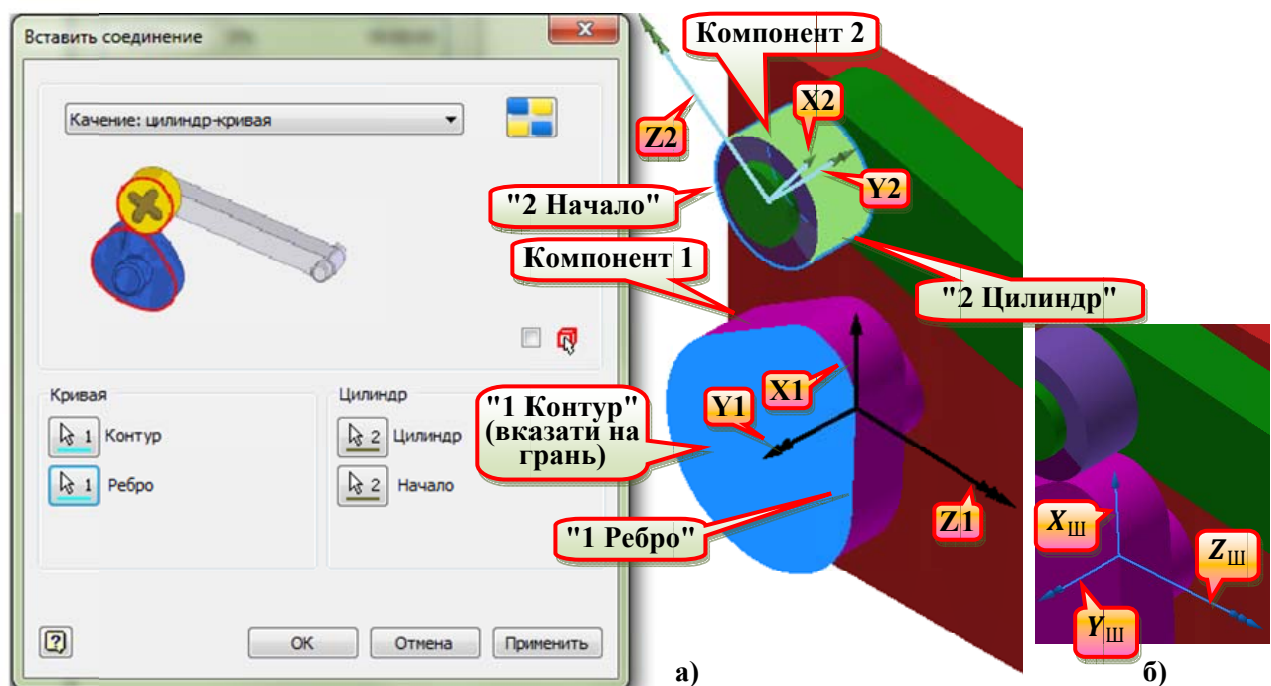 Вставить соединение
Качение: цилиндр-кривая
Кривая
1 Контур
1 Ребро
Цилиндр
2 Цилиндр
2 Начало
ОК
Отмена
Применить
Компонент 2
X2
Z2
Y2
"2 Начало"
Компонент 1
"2 Цилиндр"
X1
"1 Контур"
(вказати на
грань)
Y1
Z1
"1 Ребро"
а)
XШ
ZШ
YШ
б)